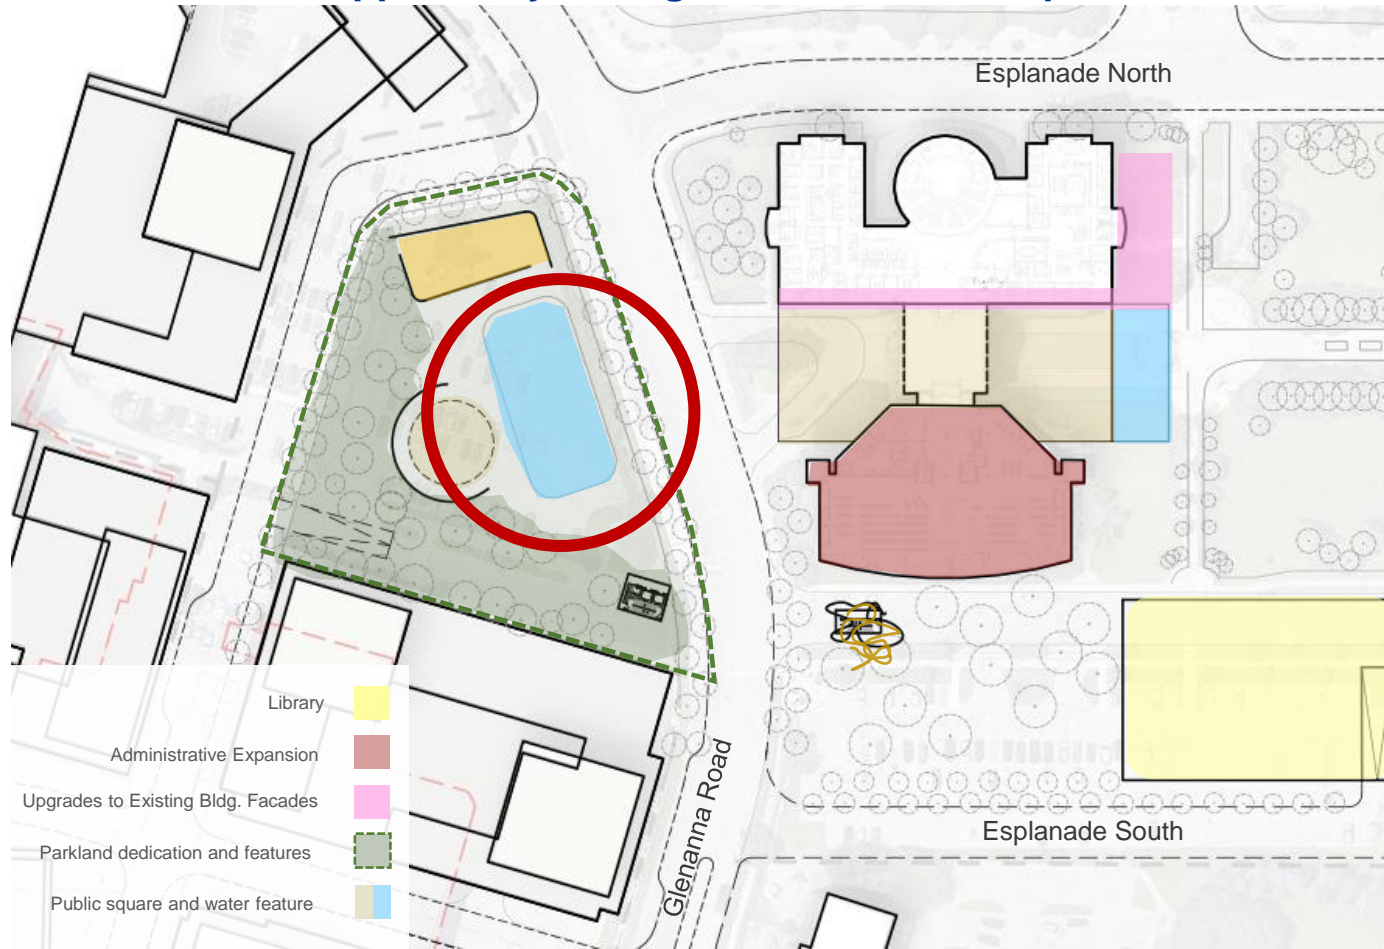 Esplanade North
Library
Administrative Expansion
Upgrades to Existing Bldg. Facades
Parkland dedication and features
Public square and water feature
Glenanna Road
Esplanade South